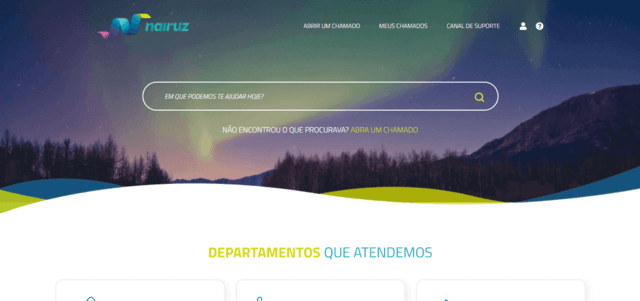 nairuz
ABRIR UM CHAMADO
MEUS CHAMADOS
CANAL DE SUPORTE
EM QUE PODEMOS TE AJUDAR HOJE?
NÃO ENCONTROU O QUE PROCURAVA? ABRA UM CHAMADO
DEPARTAMENTOS QUE ATENDEMOS